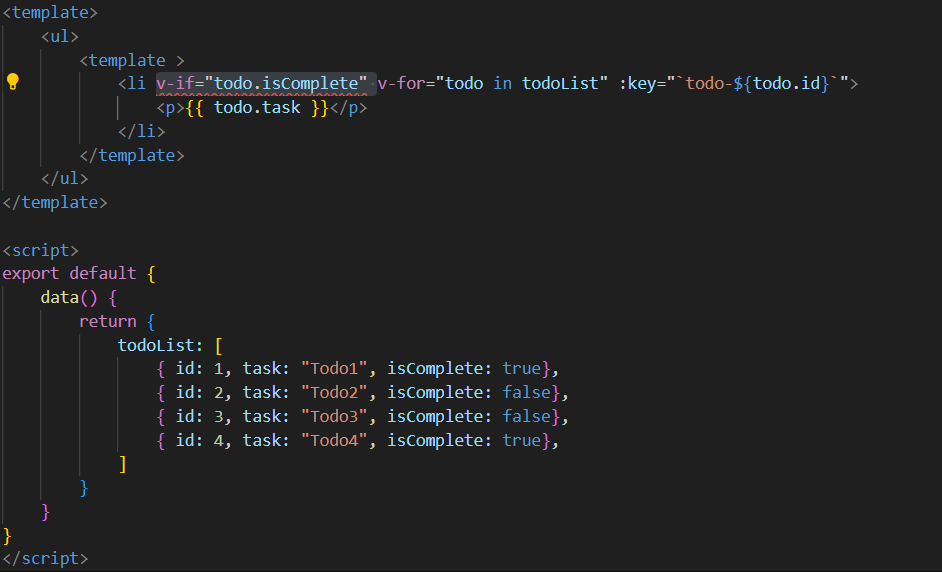 <template>
<ul>
<template >
<li v-if="todo.isComplete" v-for="todo in todoList" :key="`todo-${todo.id}`">
<p>{{ todo.task }}</p>
</li>
</template>
</ul>
</template>
<script>
export default {
data() {
return {
todoList: [
{ id: 1, task: "Todo1", isComplete: true},
{ id: 2, task: "Todo2", isComplete: false},
{ id: 3, task: "Todo3", isComplete: false},
{ id: 4, task: "Todo4", isComplete: true},
]
}
}
}
</script>